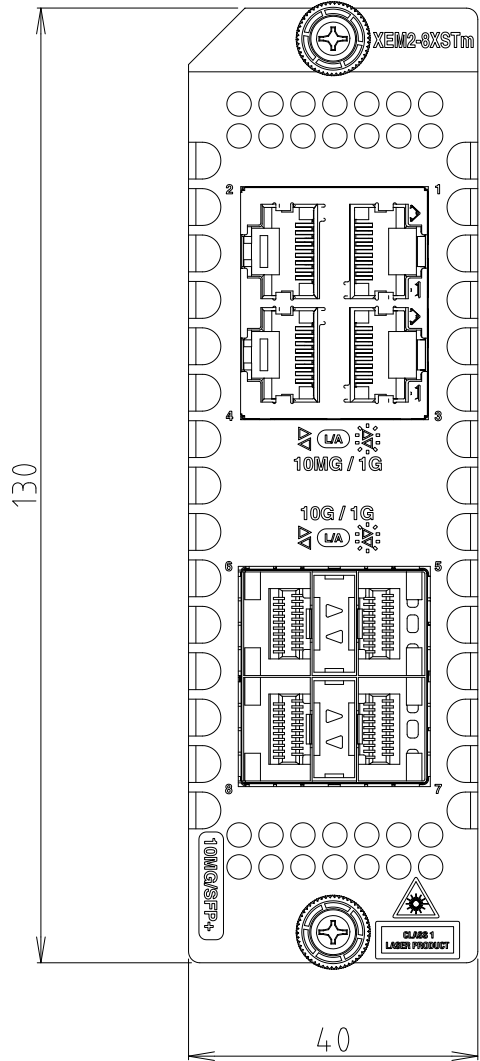 XEM2-8XSTm
2 1
4 3
L/A
10MG / 1G
130
10G / 1G
L/A
6 5
8 7
10MG/SFP+
CLASS 1
LASER PRODUCT
40